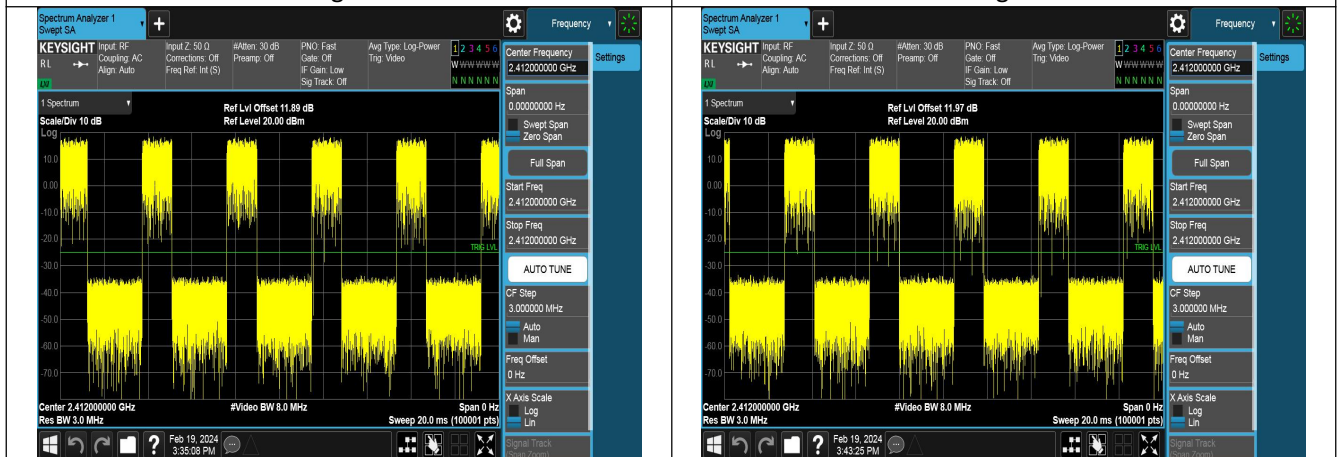 Spectrum Analyzer 1
Swept SA
Frequency
KEYSIGHT
RL
Input: RF
Coupling: AC
Align: Auto
Input Z: 50 Ω
Corrections: Off
Freq Ref: Int (S)
#Atten: 30 dB
Preamp: Off
PNO: Fast
Gate: Off
IF Gain: Low
Sig Track: Off
Avg Type: Log-Power
Trig: Video
1 2 3 4 5 6
W W W W W W
N N N N N N
Center Frequency
2.412000000 GHz
Settings
Span
0.00000000 Hz
Swept Span
Zero Span
Full Span
Start Freq
2.412000000 GHz
Stop Freq
2.412000000 GHz
AUTO TUNE
CF Step
3.000000 MHz
Auto
Man
Freq Offset
0 Hz
X Axis Scale
Log
Lin
Signal Track
(Span Zoom)
1 Spectrum
Scale/Div 10 dB
Ref Lvl Offset 11.89 dB
Ref Level 20.00 dBm
Log
10.0
0.00
-10.0
-20.0
-30.0
-40.0
-50.0
-60.0
-70.0
TRIG LVL
Center 2.412000000 GHz
Res BW 3.0 MHz
#Video BW 8.0 MHz
Span 0 Hz
Sweep 20.0 ms (100001 pts)
?
Feb 19, 2024
3:35:08 PM
Spectrum Analyzer 1
Swept SA
Frequency
KEYSIGHT
RL
Input: RF
Coupling: AC
Align: Auto
Input Z: 50 Ω
Corrections: Off
Freq Ref: Int (S)
#Atten: 30 dB
Preamp: Off
PNO: Fast
Gate: Off
IF Gain: Low
Sig Track: Off
Avg Type: Log-Power
Trig: Video
1 2 3 4 5 6
W W W W W W
N N N N N N
Center Frequency
2.412000000 GHz
Settings
Span
0.00000000 Hz
Swept Span
Zero Span
Full Span
Start Freq
2.412000000 GHz
Stop Freq
2.412000000 GHz
AUTO TUNE
CF Step
3.000000 MHz
Auto
Man
Freq Offset
0 Hz
X Axis Scale
Log
Lin
Signal Track
(Span Zoom)
1 Spectrum
Scale/Div 10 dB
Ref Lvl Offset 11.97 dB
Ref Level 20.00 dBm
Log
10.0
0.00
-10.0
-20.0
-30.0
-40.0
-50.0
-60.0
-70.0
TRIG LVL
Center 2.412000000 GHz
Res BW 3.0 MHz
#Video BW 8.0 MHz
Span 0 Hz
Sweep 20.0 ms (100001 pts)
?
Feb 19, 2024
3:43:25 PM